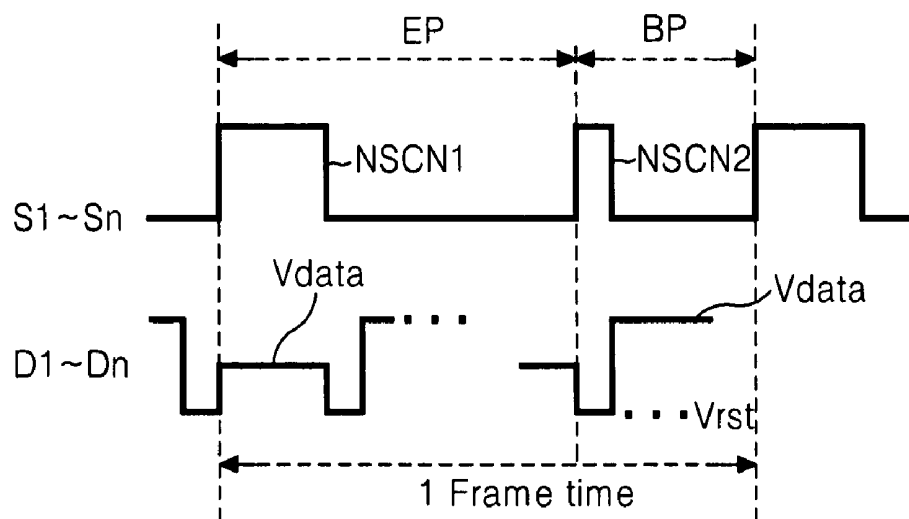 EP
BP
NSCN1
NSCN2
S1~Sn
Vdata
Vdata
D1~Dn
Vrst
1 Frame time